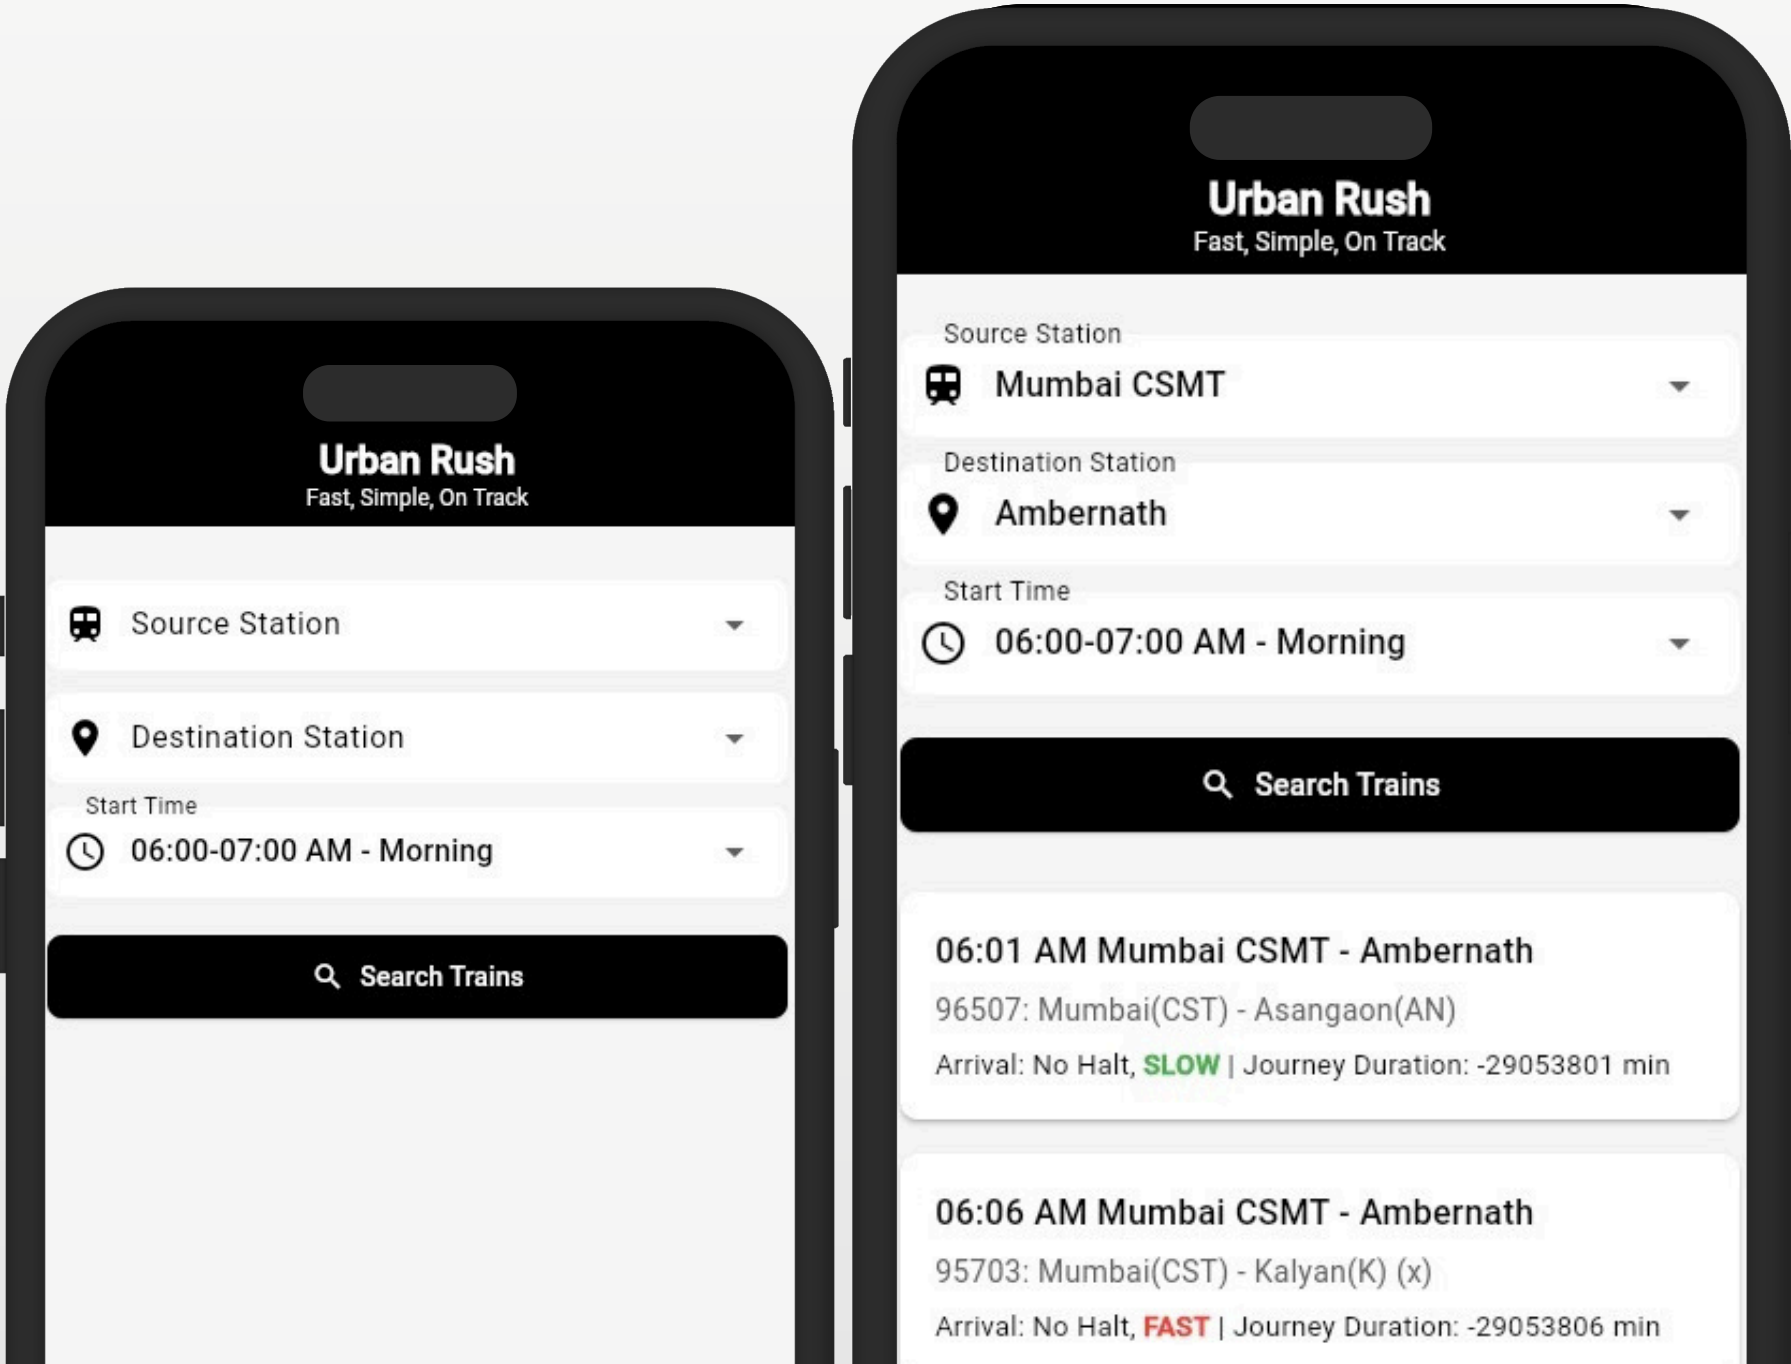 Urban Rush
Fast, Simple, On Track
Source Station
Destination Station
Start Time
06:00-07:00 AM - Morning
Search Trains
Urban Rush
Fast, Simple, On Track
Source Station
Mumbai CSMT
Destination Station
Ambernath
Start Time
06:00-07:00 AM - Morning
Search Trains
06:01 AM Mumbai CSMT - Ambernath
96507: Mumbai(CST) - Asangaon(AN)
Arrival: No Halt, SLOW | Journey Duration: -29053801 min
06:06 AM Mumbai CSMT - Ambernath
95703: Mumbai(CST) - Kalyan(K) (x)
Arrival: No Halt, FAST | Journey Duration: -29053806 min